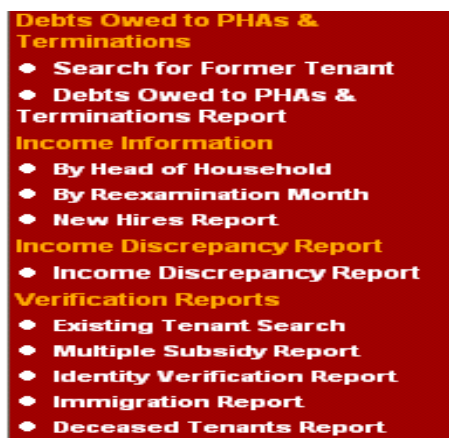 Debts Owed to PHAs &
Terminations
● Search for Former Tenant
● Debts Owed to PHAs &
Terminations Report
Income Information
● By Head of Household
● By Reexamination Month
● New Hires Report
Income Discrepancy Report
● Income Discrepancy Report
Verification Reports
● Existing Tenant Search
● Multiple Subsidy Report
● Identity Verification Report
● Immigration Report
● Deceased Tenants Report